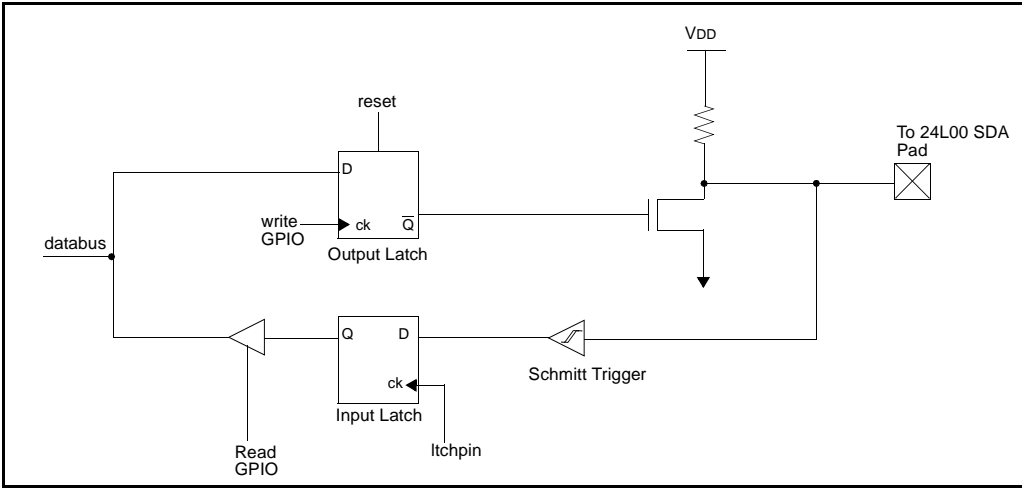 VDD
reset
To 24L00 SDA
Pad
D
write
GPIO
ck
Q̅
databus
Output Latch
Q
D
Schmitt Trigger
ck
Input Latch
Read
GPIO
ltchpin